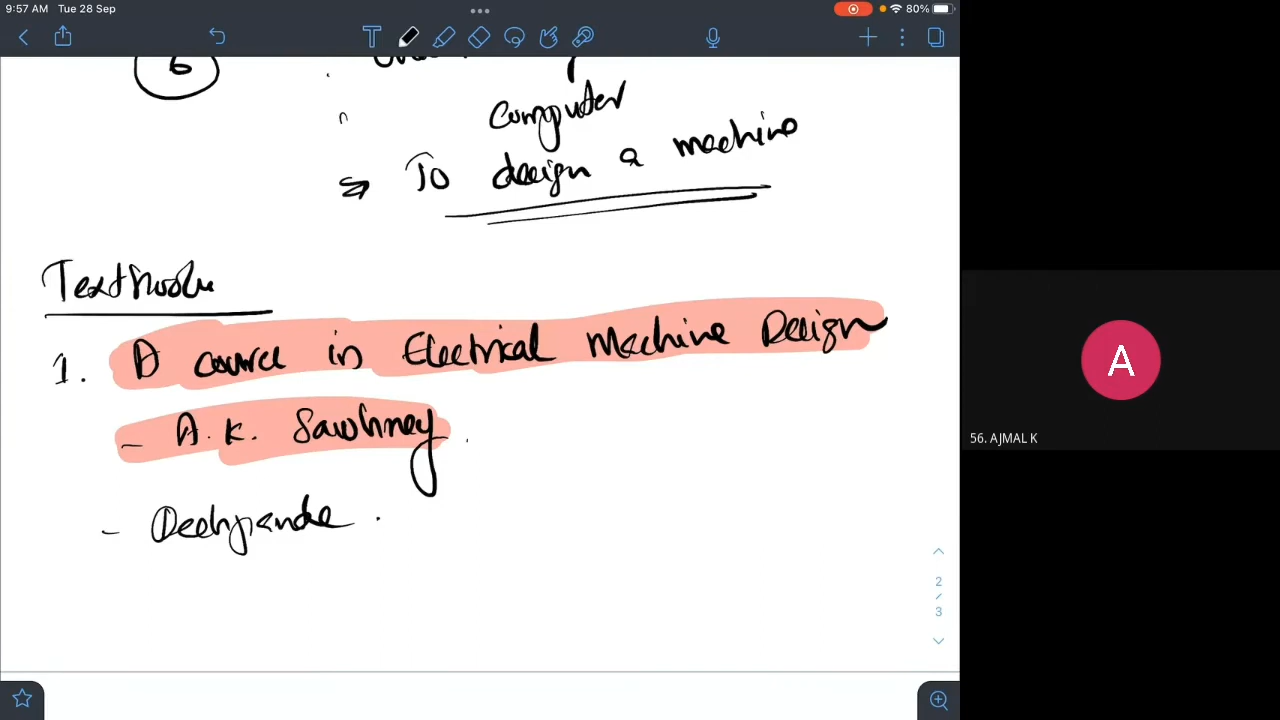 9:57 AM Tue 28 Sep
80%
6
computer
To design a machine
Textbook
1. A course in Electrical Machine Design
- A. K. Sawhney
- Deshpande
2
3
A
56. AJMAL K